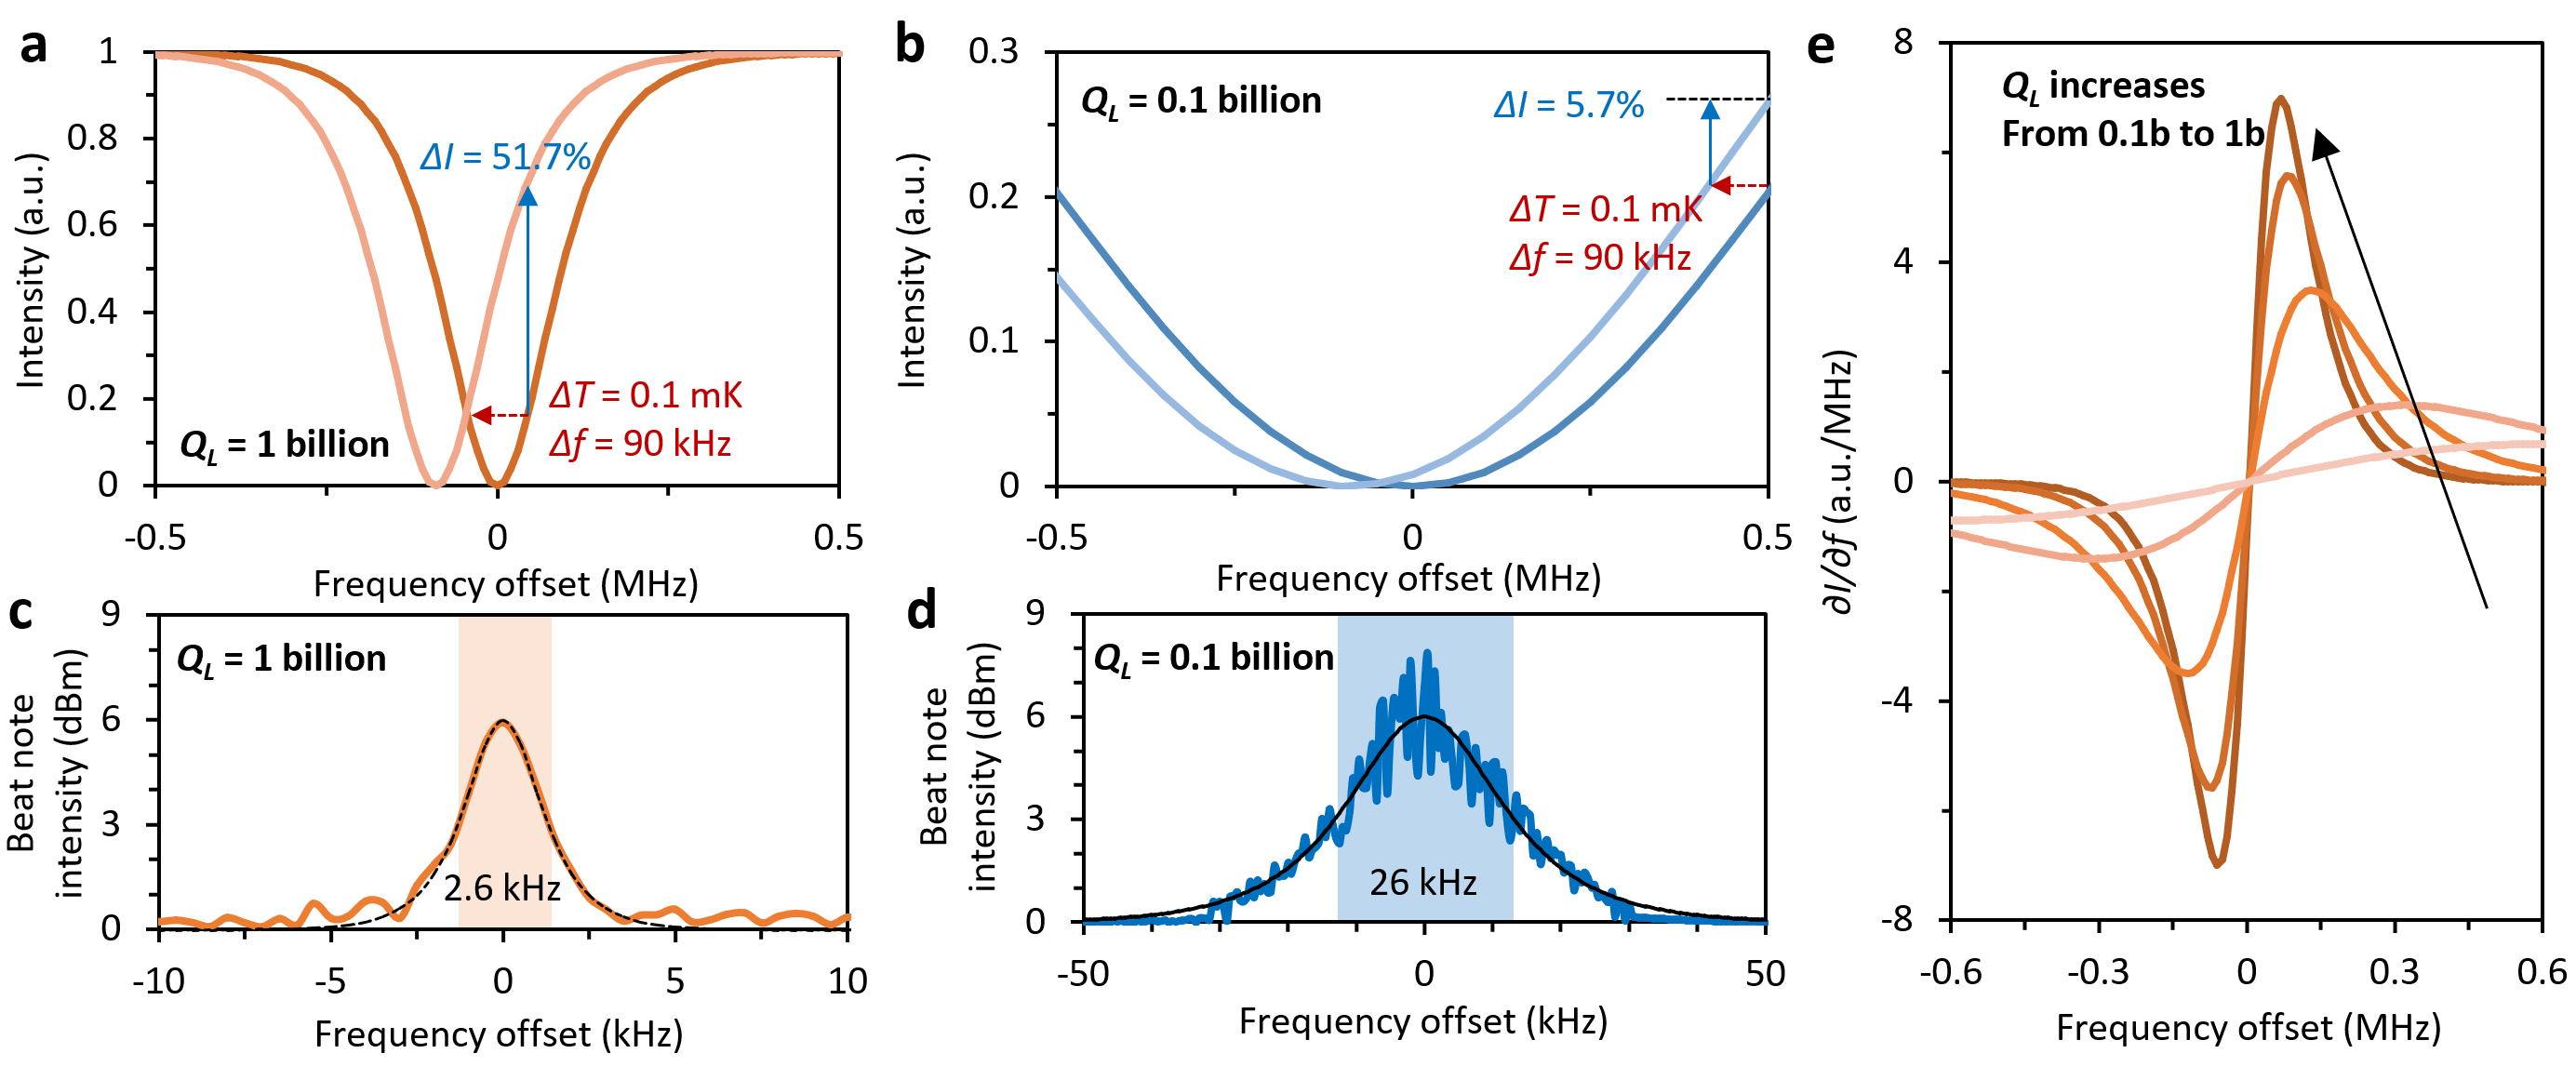 a
1
0.8
0.6
0.4
0.2
0
Intensity (a.u.)
ΔI = 51.7%
ΔT = 0.1 mK
Δf = 90 kHz
QL = 1 billion
-0.5
0
0.5
Frequency offset (MHz)
b
0.3
0.2
0.1
0
Intensity (a.u.)
QL = 0.1 billion
ΔI = 5.7%
ΔT = 0.1 mK
Δf = 90 kHz
-0.5
0
0.5
Frequency offset (MHz)
c
9
6
3
0
Beat note
intensity (dBm)
QL = 1 billion
2.6 kHz
-10
-5
0
5
10
Frequency offset (kHz)
d
9
6
3
0
Beat note
intensity (dBm)
QL = 0.1 billion
26 kHz
-50
0
50
Frequency offset (kHz)
e
8
4
0
-4
-8
∂I/∂f (a.u./MHz)
QL increases
From 0.1b to 1b
-0.6
-0.3
0
0.3
0.6
Frequency offset (MHz)